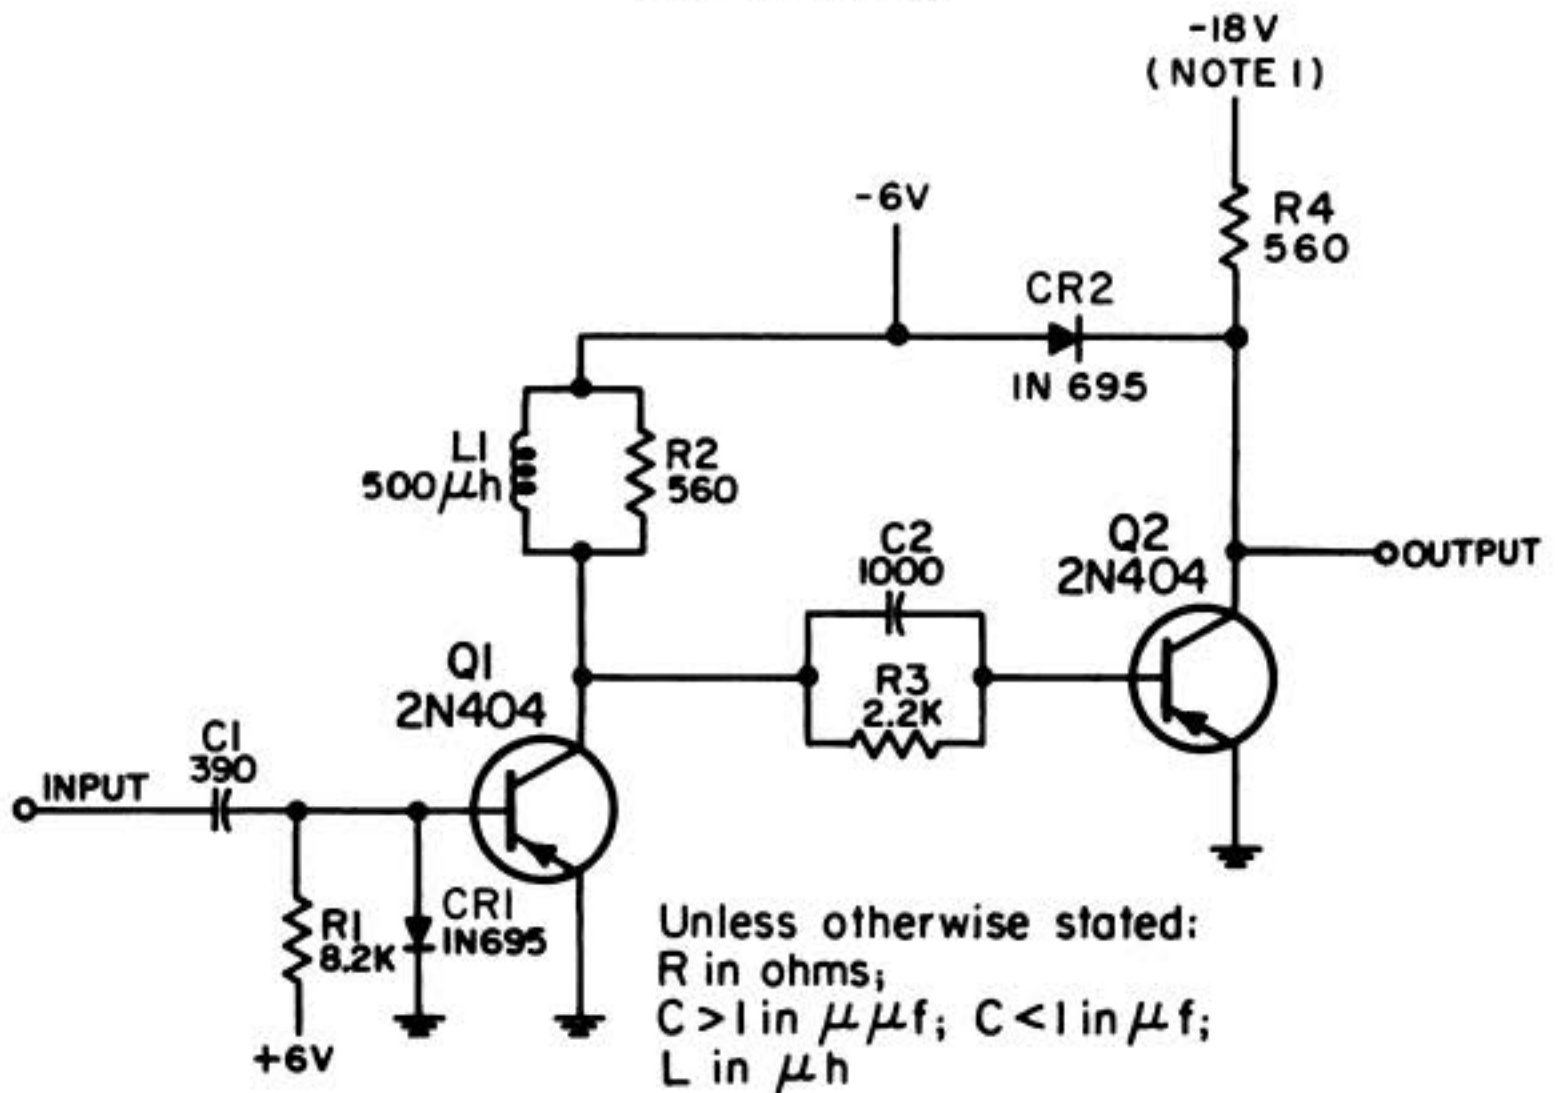 -18V
(NOTE 1)
-6V
R4
560
CR2
IN 695
L1
500μh
R2
560
C2
1000
Q2
2N404
OUTPUT
Q1
2N404
R3
2.2K
C1
390
INPUT
R1
8.2K
CR1
IN695
+6V
Unless otherwise stated:
R in ohms;
C>1 in μμf; C<1 in μf;
L in μh